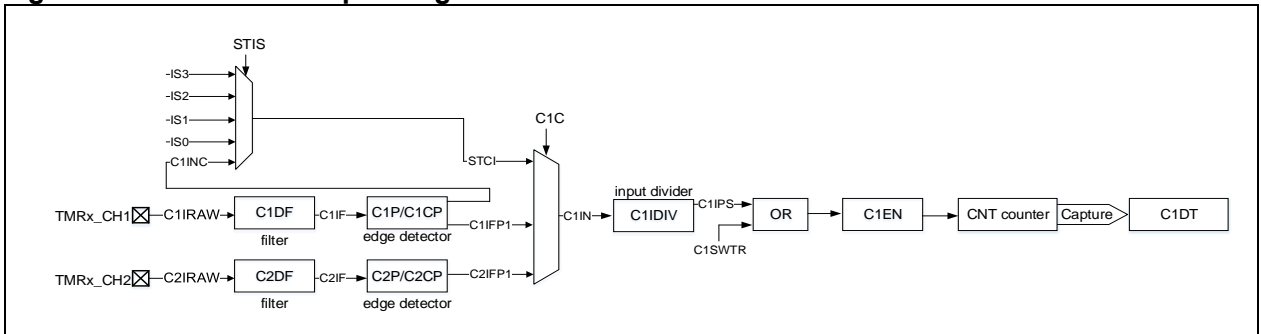 STIS
-IS3
-IS2
-IS1
-IS0
C1INC
C1C
STCI
input divider
TMRx_CH1
C1IRAW
C1DF
C1IF
C1P/C1CP
C1IFP1
C1IN
C1IDIV
C1IPS
OR
C1EN
CNT counter
Capture
C1DT
filter
edge detector
C1SWTR
TMRx_CH2
C2IRAW
C2DF
C2IF
C2P/C2CP
C2IFP1
filter
edge detector